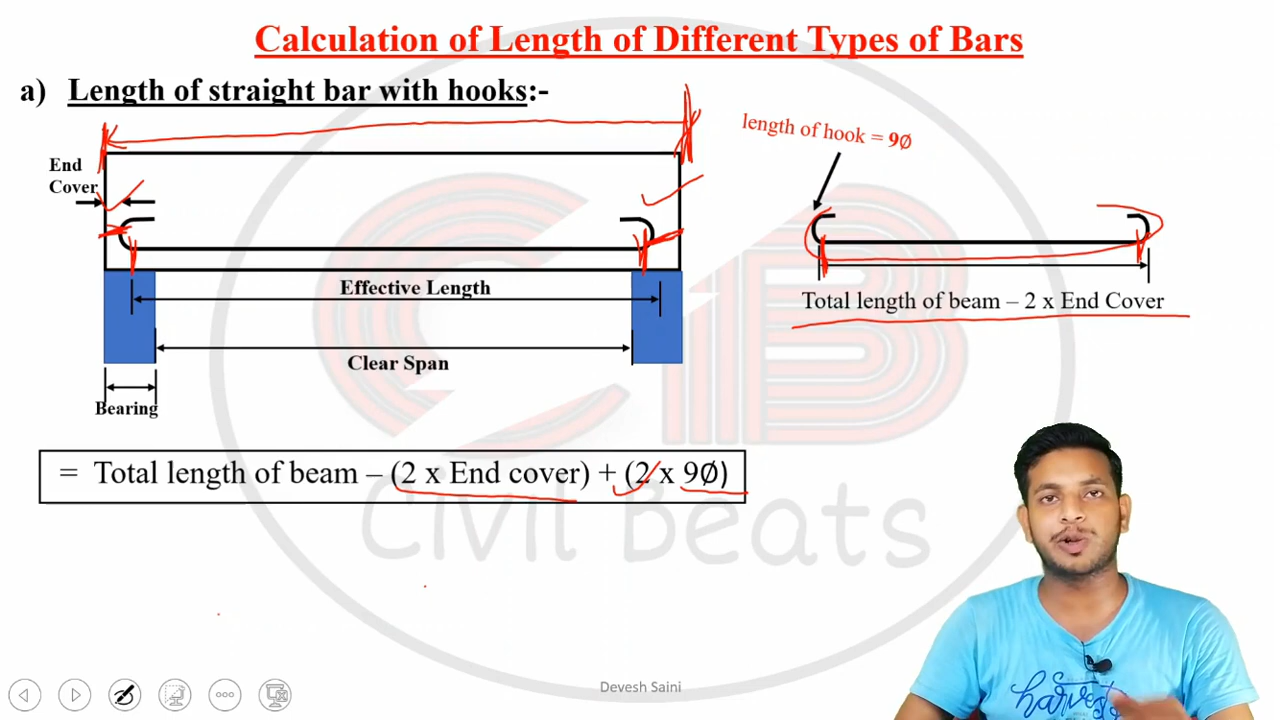 Calculation of Length of Different Types of Bars
a) Length of straight bar with hooks:-
length of hook = 9Ø
End
Cover
Effective Length
Total length of beam – 2 x End Cover
Clear Span
Bearing
= Total length of beam – (2 x End cover) + (2 x 9Ø)
Civil Beats
harvest
Devesh Saini